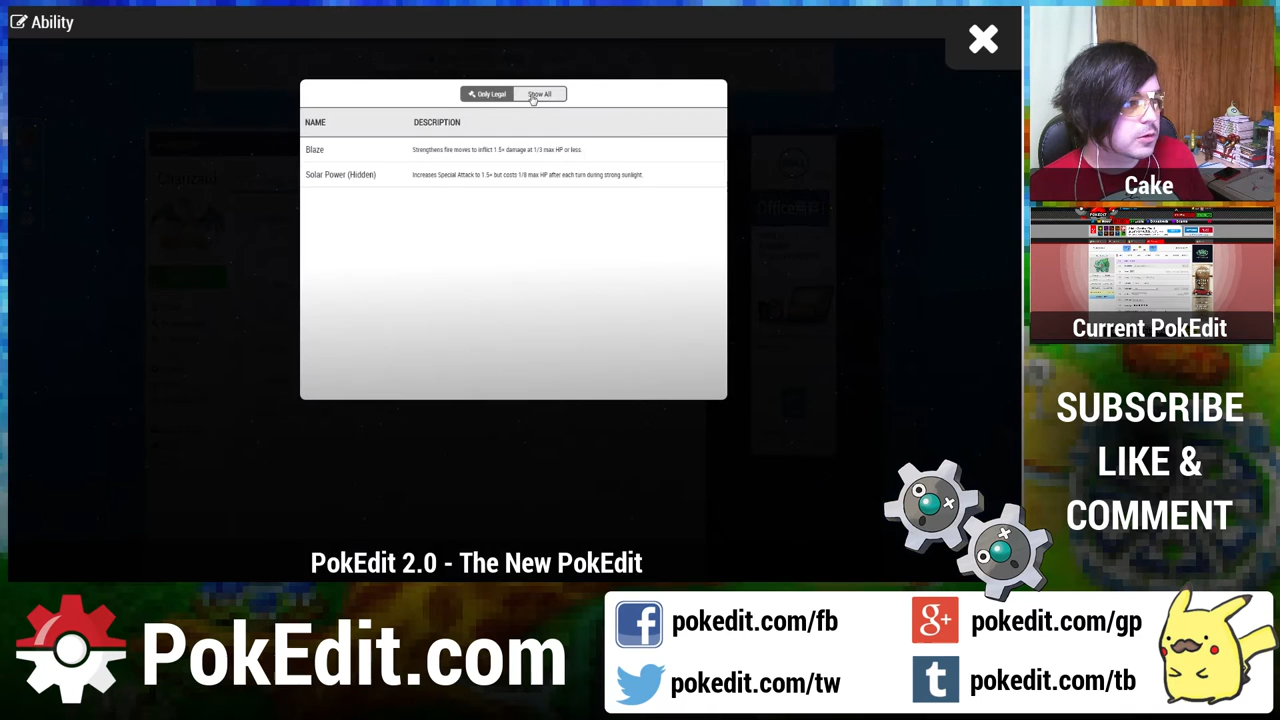 Ability
Only Legal
Show All
NAME
DESCRIPTION
Blaze
Strengthens fire moves to inflict 1.5× damage at 1/3 max HP or less.
Solar Power (Hidden)
Increases Special Attack to 1.5× but costs 1/8 max HP after each turn during strong sunlight.
Charizard
Cake
POKEDIT
Current PokEdit
SUBSCRIBE
LIKE &
COMMENT
PokEdit 2.0 - The New PokEdit
PokEdit.com
pokedit.com/fb
pokedit.com/gp
pokedit.com/tw
pokedit.com/tb